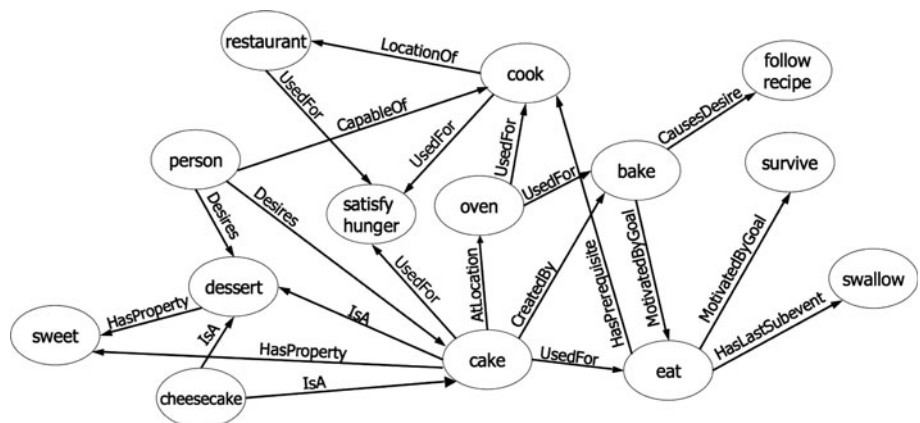 restaurant
LocationOf
cook
follow
recipe
UsedFor
CapableOf
UsedFor
UsedFor
CausesDesire
person
survive
bake
UsedFor
oven
satisfy
hunger
Desires
Desires
UsedFor
AtLocation
CreatedBy
HasPrerequisite
MotivatedByGoal
MotivatedByGoal
swallow
dessert
HasProperty
IsA
HasLastSubevent
sweet
IsA
HasProperty
cake
UsedFor
eat
cheesecake
IsA